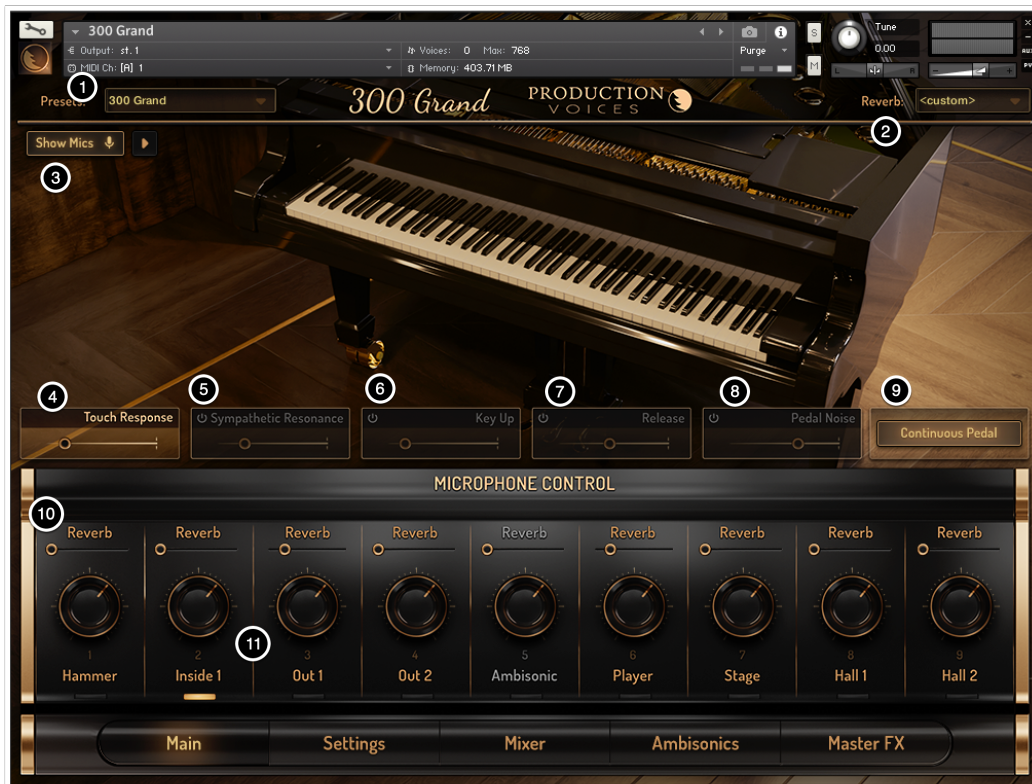 300 Grand
Output: st. 1
Voices: 0 Max: 768
Purge
MIDI Ch: [A] 1
Memory: 403.71 MB
S
M
Tune
0.00
L
R
1
Presets:
300 Grand
300 Grand
PRODUCTION
VOICES
Reverb:
<custom>
2
Show Mics
3
4
5
6
7
8
9
Touch Response
Sympathetic Resonance
Key Up
Release
Pedal Noise
Continuous Pedal
MICROPHONE CONTROL
10
Reverb Reverb Reverb Reverb Reverb Reverb Reverb Reverb Reverb
11
1 2 3 4 5 6 7 8 9
Hammer Inside 1 Out 1 Out 2 Ambisonic Player Stage Hall 1 Hall 2
Main Settings Mixer Ambisonics Master FX